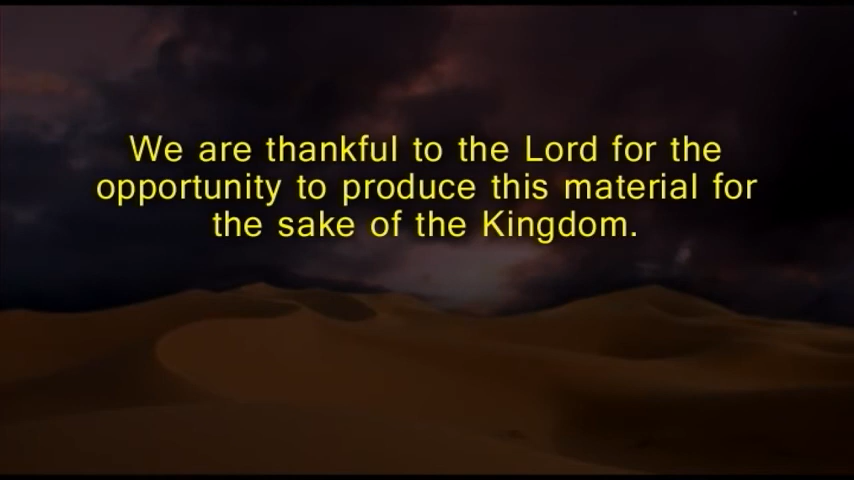 We are thankful to the Lord for the
opportunity to produce this material for
the sake of the Kingdom.